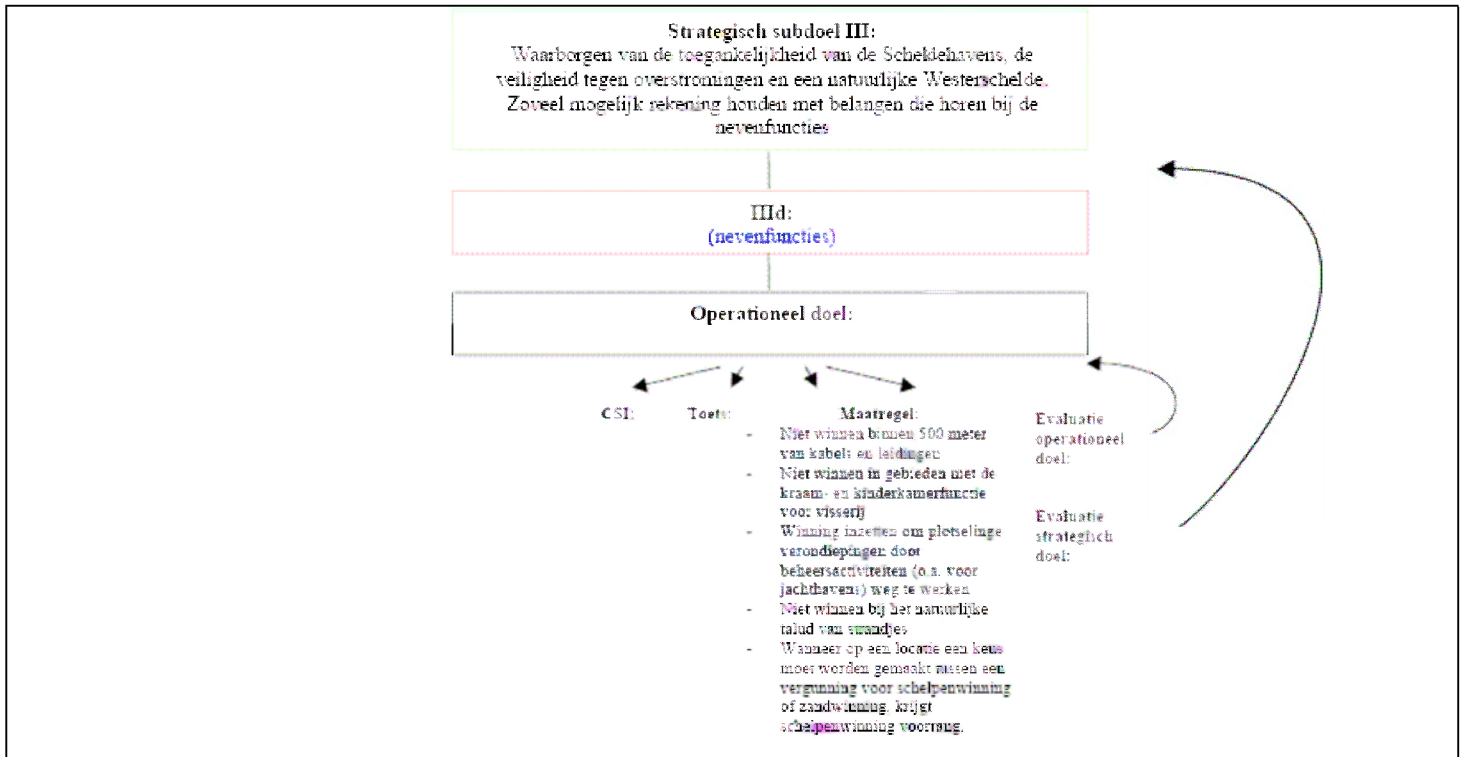 Strategisch subdoel III:
Waarborgen van de toegankelijkheid van de Scheldehavens, de
veiligheid tegen overstromingen en een natuurlijke Westerschelde.
Zoveel mogelijk rekening houden met belangen die horen bij de
nevenfuncties
IIId:
(nevenfuncties)
Operationeel doel:
CSI:
Toets:
Maatregel:
- Niet winnen binnen 500 meter
van kabels en leidingen
- Niet winnen in gebieden met de
kraam- en kinderkamerfunctie
voor visserij
- Winning inzetten om plotselinge
verondiepingen door
beheersactiviteiten (o.a. voor
jachthavens) weg te werken
- Niet winnen bij het natuurlijke
talud van strandjes
- Wanneer op een locatie een keus
moet worden gemaakt tussen een
vergunning voor schelpenwinning
of zandwinning, krijgt
schelpenwinning voorrang.
Evaluatie
operationeel
doel:
Evaluatie
strategisch
doel: